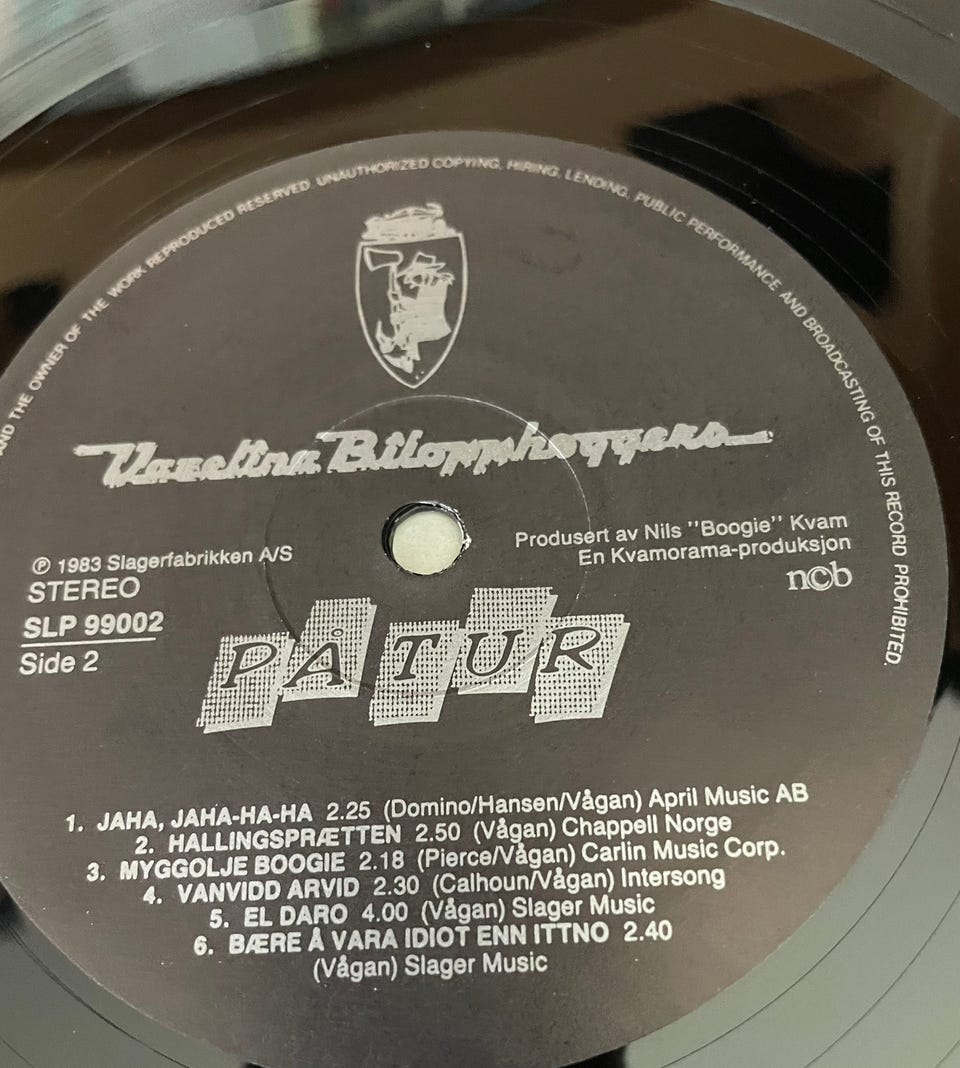 AND THE OWNER OF THE WORK REPRODUCED RESERVED. UNAUTHORIZED COPYING, HIRING, LENDING, PUBLIC PERFORMANCE AND BROADCASTING OF THIS RECORD PROHIBITED.
Vazelina Bilopphøggers
℗ 1983 Slagerfabrikken A/S
STEREO
SLP 99002
Side 2
Produsert av Nils "Boogie" Kvam
En Kvamorama-produksjon
ncb
PÅ TUR
1. JAHA, JAHA-HA-HA 2.25 (Domino/Hansen/Vågan) April Music AB
2. HALLINGSPRÆTTEN 2.50 (Vågan) Chappell Norge
3. MYGGOLJE BOOGIE 2.18 (Pierce/Vågan) Carlin Music Corp.
4. VANVIDD ARVID 2.30 (Calhoun/Vågan) Intersong
5. EL DARO 4.00 (Vågan) Slager Music
6. BÆRE Å VARA IDIOT ENN ITTNO 2.40
(Vågan) Slager Music